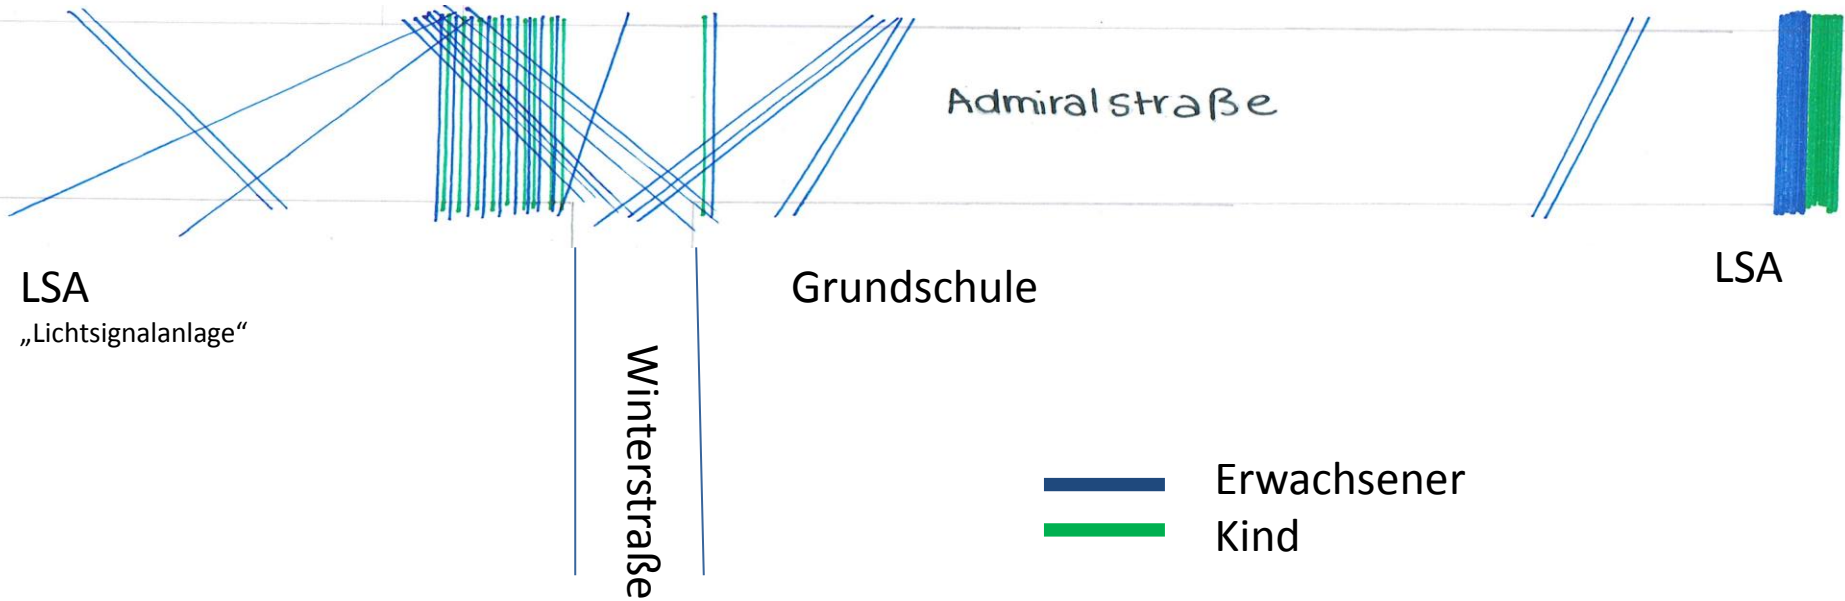 Admiralstraße
LSA
„Lichtsignalanlage“
Grundschule
LSA
Winterstraße
Erwachsener
Kind